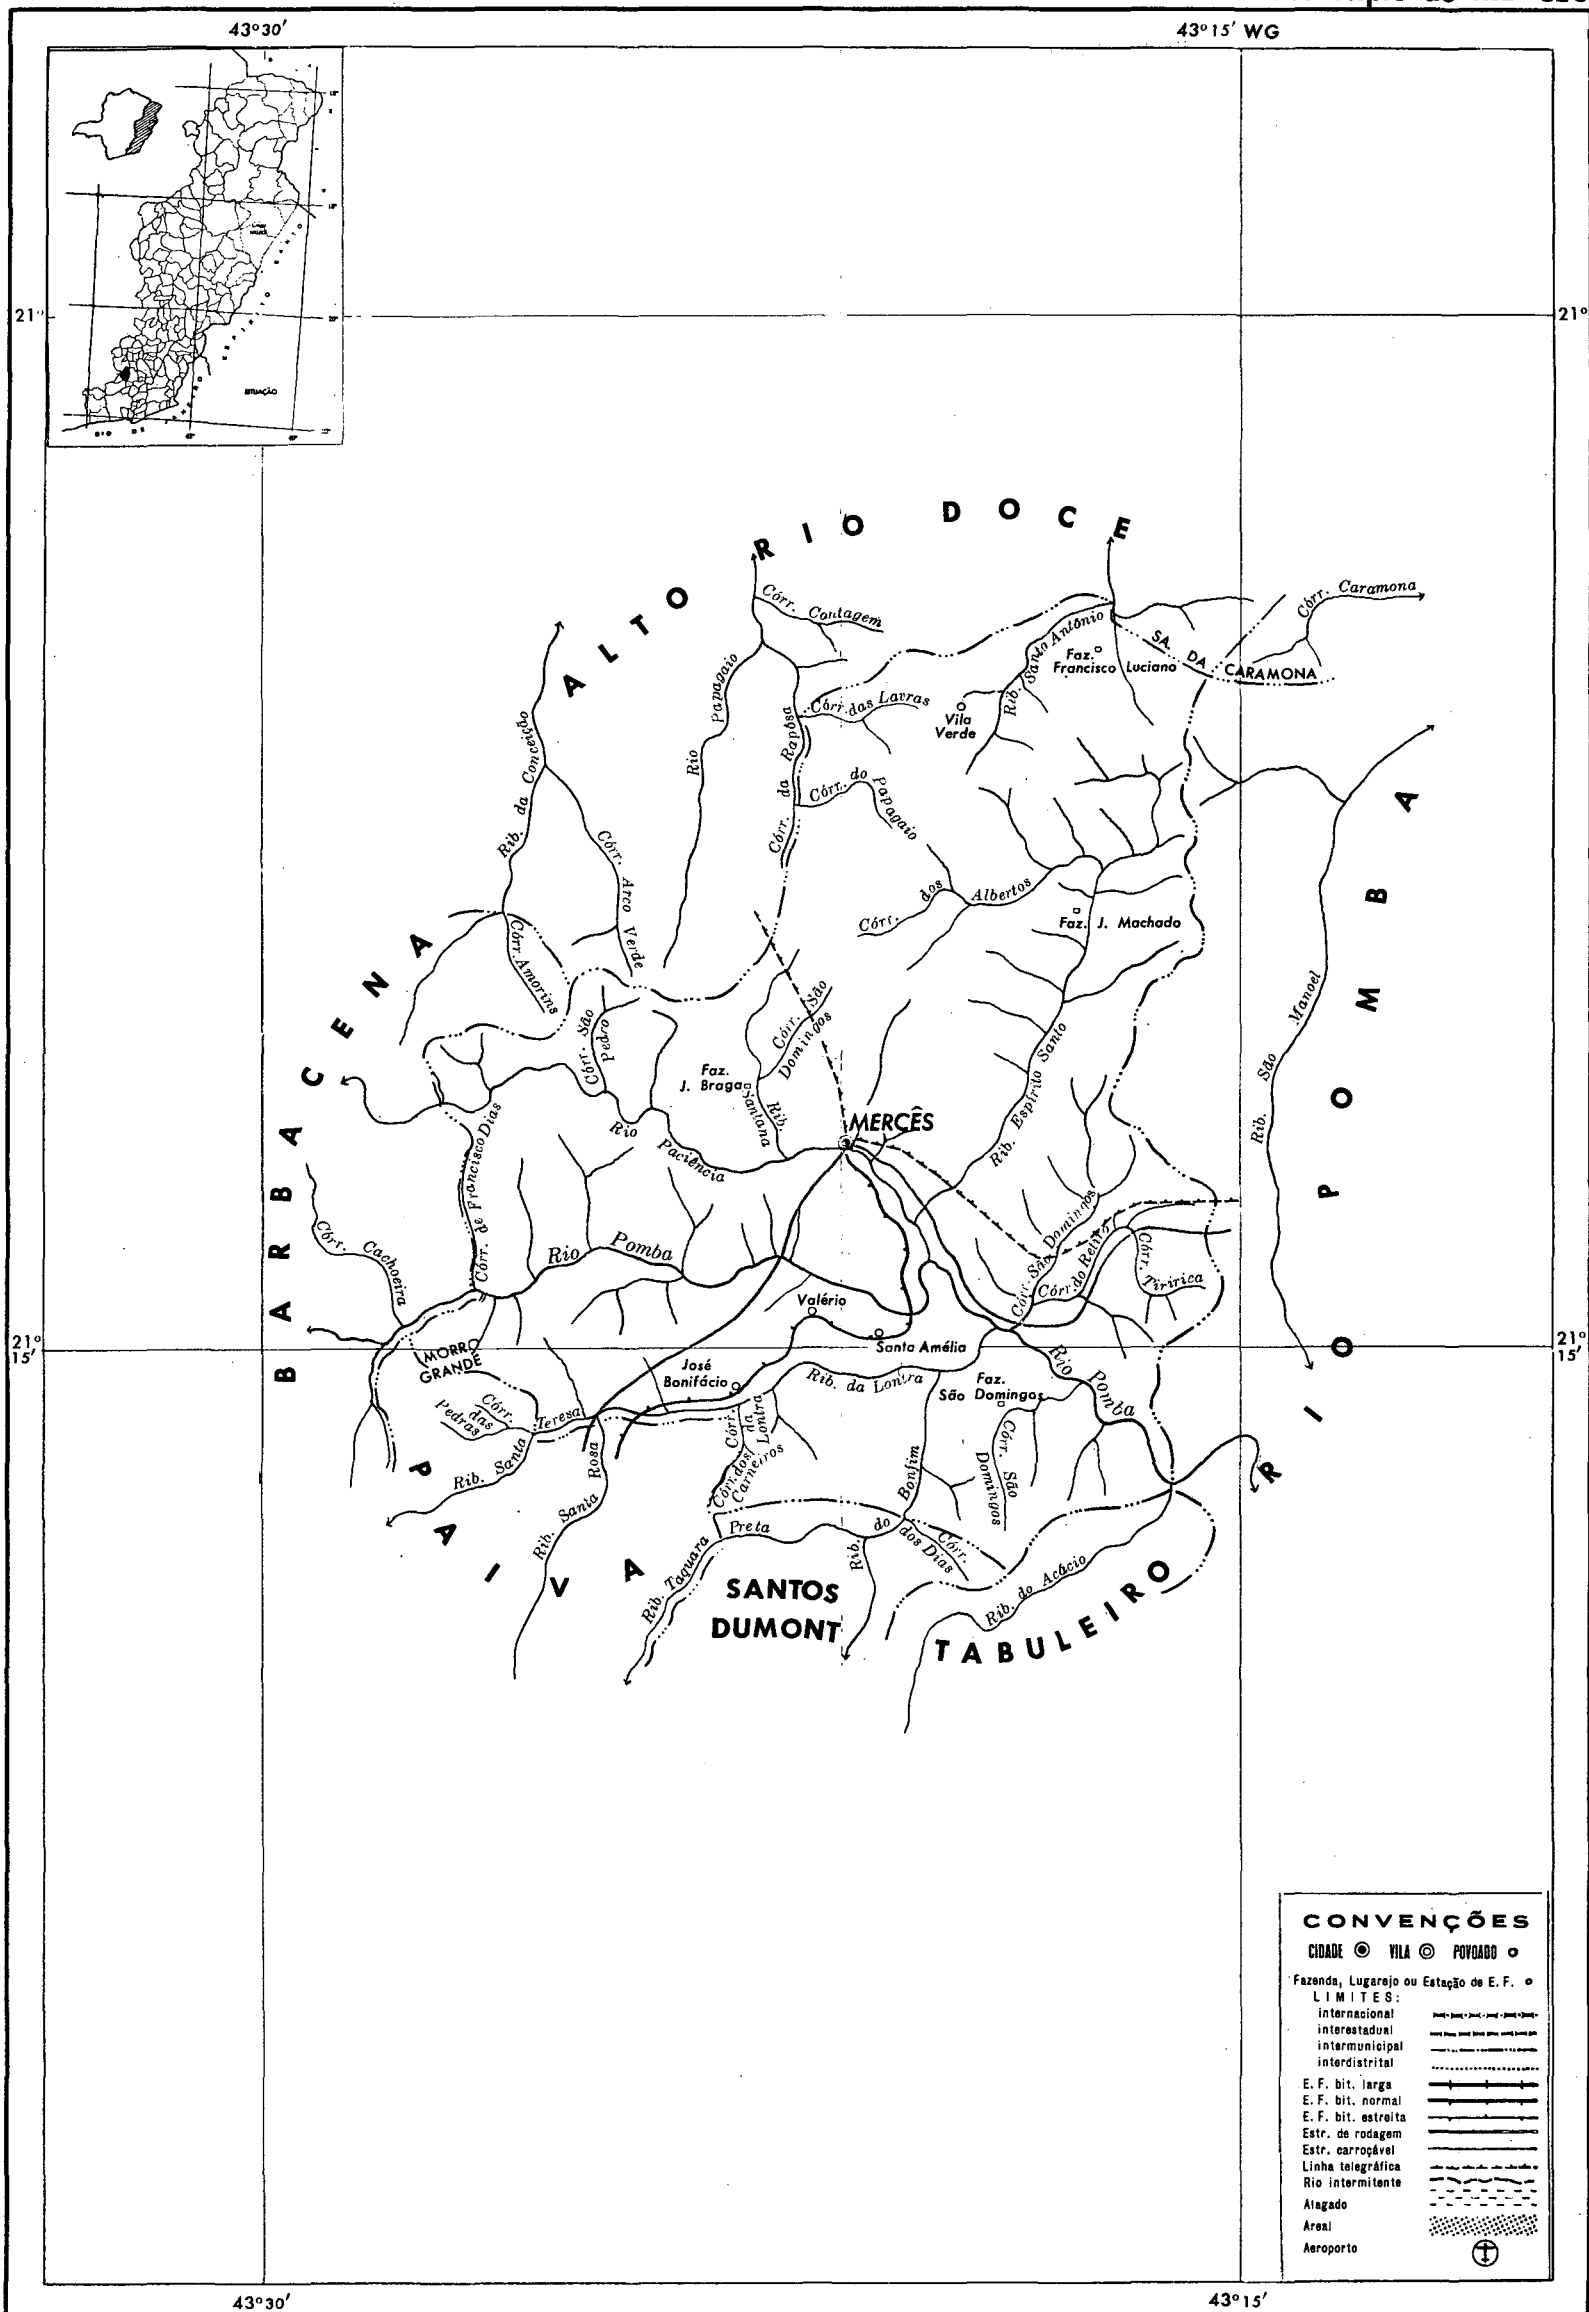 43°30′
43°15′ WG
SITUAÇÃO
21°
21°
ALTO RIO DOCE
Córr. Contagem
Córr. Caramona
Rib. Santo Antônio
SA. DA CARAMONA
Faz.
Francisco Luciano
Rio Papagaio
Córr. das Lavras
Vila
Verde
Córr. da Rapôsa
Rib. da Conceição
Córr. do Papagaio
Córr. Arco Verde
Córr. dos Albertos
Faz. J. Machado
Córr. Amorins
BARBACENA
RIO POMBA
Rib. São Manoel
Córr. São Pedro
Córr. São Domingos
Faz.
J. Braga
Rib. Santana
Rib. Espírito Santo
MERCÊS
Córr. de Francisco Dias
Rio Paciência
Córr. Cachoeira
Rio Pomba
Córr. São Domingos
Córr. do Retiro
Córr. Tiririca
Valério
Santa Amélia
21°
15′
21°
15′
MORRO
GRANDE
José
Bonifácio
Rib. da Lontra
Rio Pomba
Faz.
São Domingos
Córr. das Pedras
Rib. Santa Teresa
Rib. Santa Rosa
Córr. da Lontra
Córr. dos Carneiros
Córr. São Domingos
Rib. do Bonfim
Córr. dos Dias
PAIVA
Rib. Taquara Preta
SANTOS
DUMONT
Rib. do Acácio
TABULEIRO
CONVENÇÕES
CIDADE VILA POVOADO
Fazenda, Lugarejo ou Estação de E. F.
LIMITES:
internacional
interestadual
intermunicipal
interdistrital
E. F. bit. larga
E. F. bit. normal
E. F. bit. estreita
Estr. de rodagem
Estr. carroçável
Linha telegráfica
Rio intermitente
Alagado
Areal
Aeroporto
43°30′
43°15′